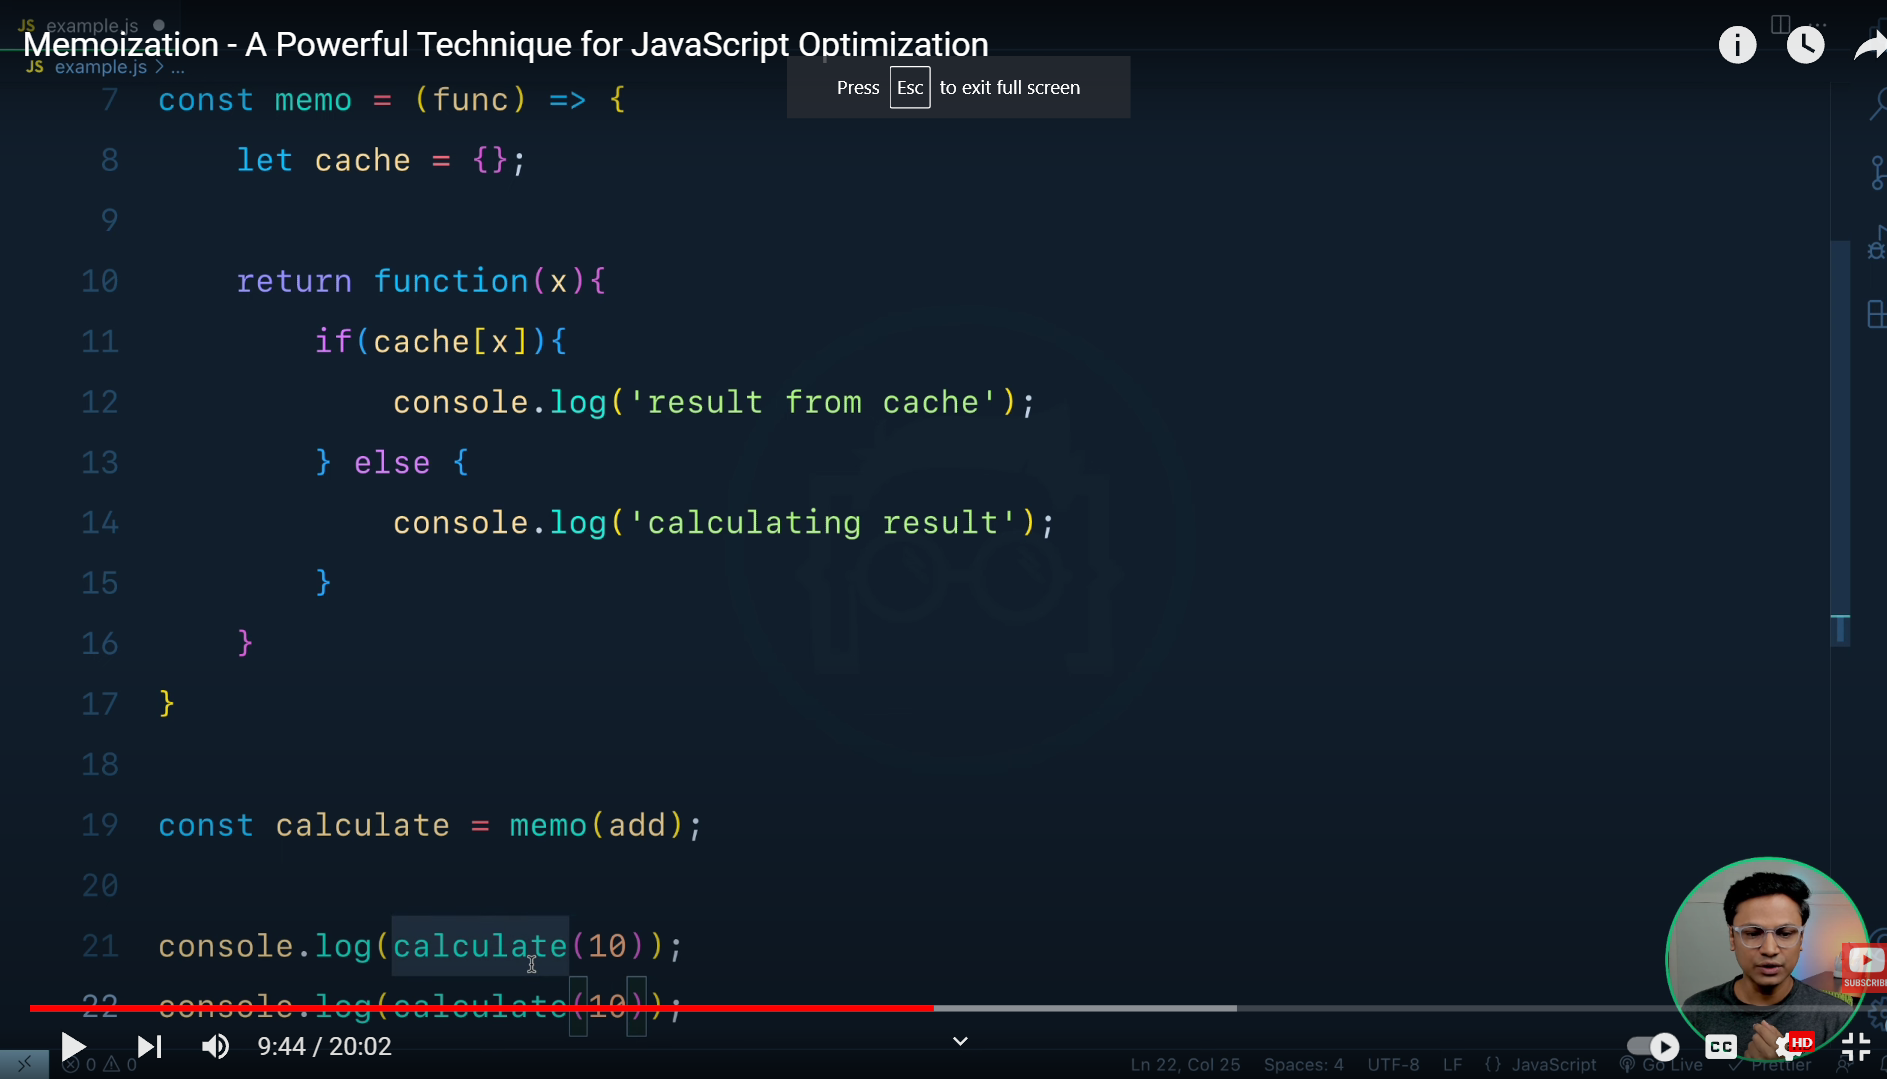 JS example.js
Memoization - A Powerful Technique for JavaScript Optimization
JS example.js > ...
Press Esc to exit full screen
7 const memo = (func) => {
8 let cache = {};
9
10 return function(x){
11 if(cache[x]){
12 console.log('result from cache');
13 } else {
14 console.log('calculating result');
15 }
16 }
17 }
18
19 const calculate = memo(add);
20
21 console.log(calculate(10));
22 console.log(calculate(10));
SUBSCRIBE
9:44 / 20:02
CC
HD
0 0
Ln 22, Col 25 Spaces: 4 UTF-8 LF {} JavaScript Go Live Prettier